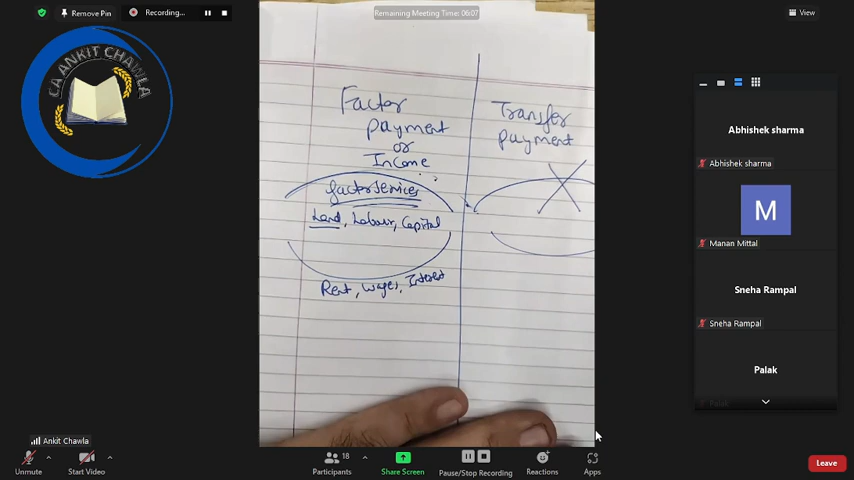 Remaining Meeting Time: 06:07
Remove Pin
Recording...
View
CA ANKIT CHAWLA
Factor
payment
or
Income
factor services
Land, Labour, Capital
Rent, wages, Interest
Transfer
payment
Abhishek sharma
Abhishek sharma
M
Manan Mittal
Sneha Rampal
Sneha Rampal
Palak
Palak
Ankit Chawla
Unmute
Start Video
18
Participants
Share Screen
Pause/Stop Recording
Reactions
Apps
Leave